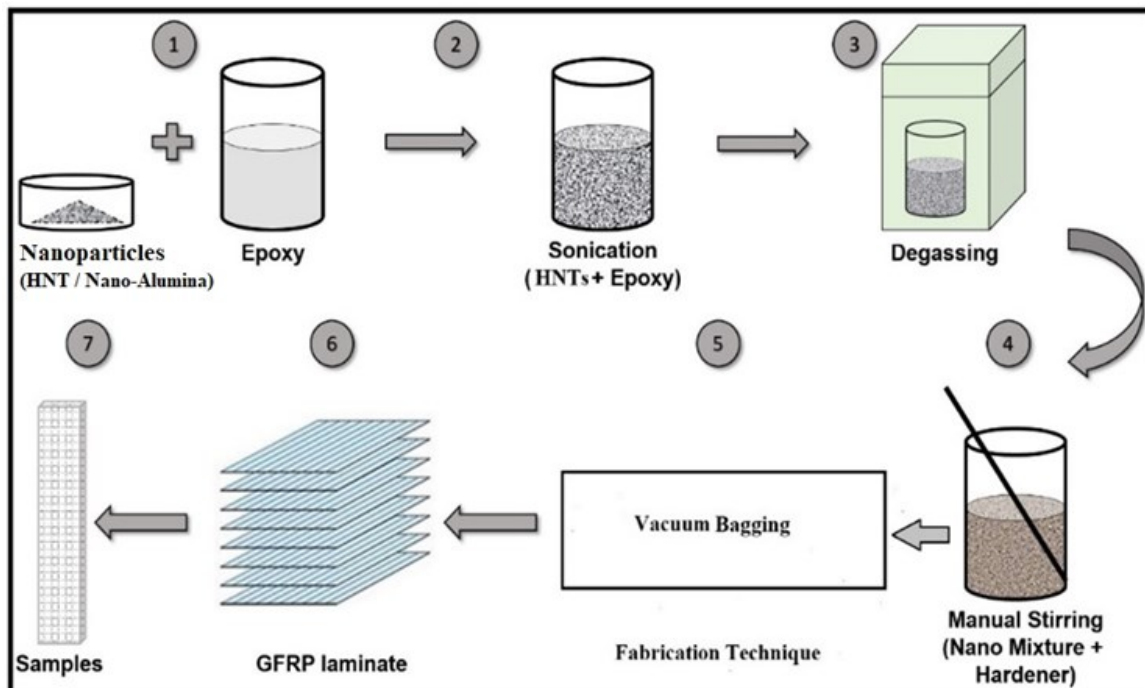 1
2
3
Nanoparticles
(HNT / Nano-Alumina)
Epoxy
Sonication
(HNTs + Epoxy)
Degassing
7
6
5
4
Vacuum Bagging
Samples
GFRP laminate
Fabrication Technique
Manual Stirring
(Nano Mixture +
Hardener)